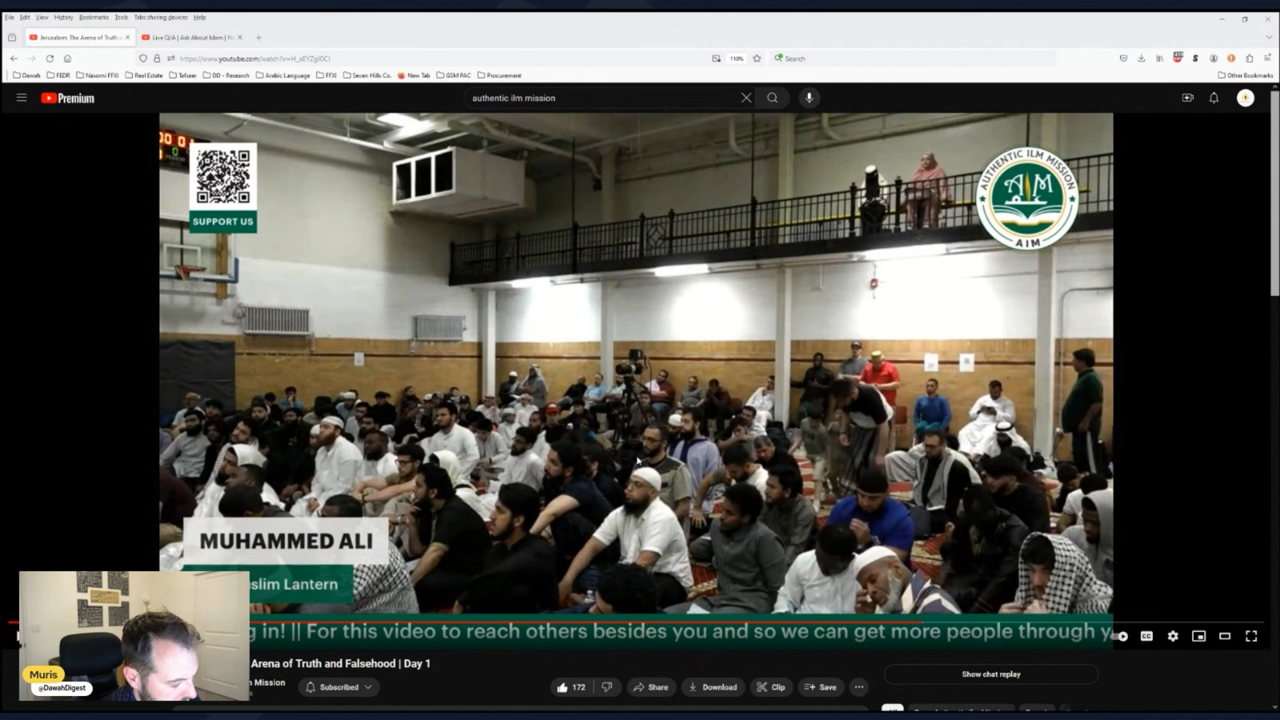 File Edit View History Bookmarks Tools Tabs sharing devices Help
Jerusalem: The Arena of Truth a
Live Q/A | Ask About Islam |
https://www.youtube.com/watch?v=H_sEYZgI0CI
110%
Search
Dawah FEDR Nasomi FFXI Real Estate Tafseer DD - Research Arabic Language FFXI Seven Hills Co. New Tab GSM PAC Procurement
Other Bookmarks
Premium
authentic ilm mission
SUPPORT US
AUTHENTIC ILM MISSION
AIM
AIM
MUHAMMED ALI
slim Lantern
g in! || For this video to reach others besides you and so we can get more people through y
Arena of Truth and Falsehood | Day 1
Mission
Subscribed
172
Share
Download
Clip
Save
Show chat replay
Muris
@DawahDigest